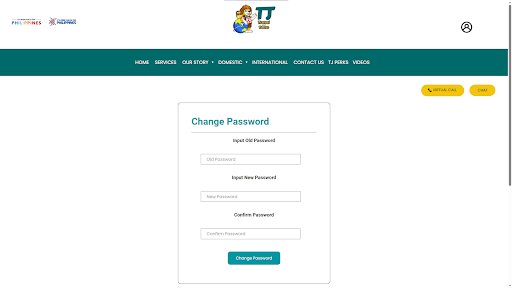 PHILIPPINES
PHILIPPINES
TJ
HOME SERVICES OUR STORY DOMESTIC INTERNATIONAL CONTACT US TJ PERKS VIDEOS
VIRTUAL CALL CHAT
Change Password
Input Old Password
Old Password
Input New Password
New Password
Confirm Password
Confirm Password
Change Password